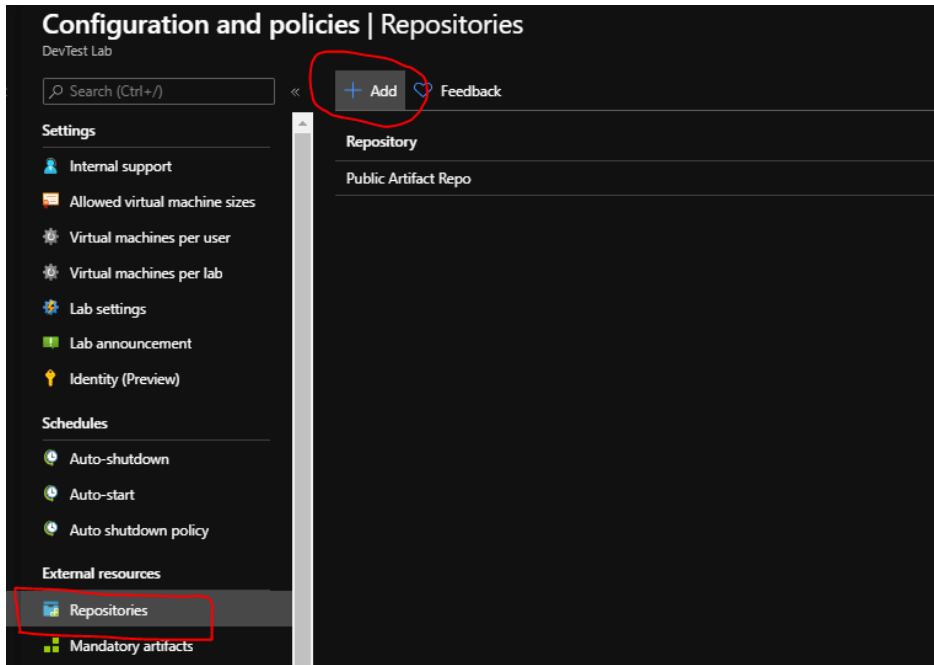 Configuration and policies | Repositories
DevTest Lab
Search (Ctrl+/)
«
Add
Feedback
Settings
Internal support
Allowed virtual machine sizes
Virtual machines per user
Virtual machines per lab
Lab settings
Lab announcement
Identity (Preview)
Schedules
Auto-shutdown
Auto-start
Auto shutdown policy
External resources
Repositories
Mandatory artifacts
Repository
Public Artifact Repo